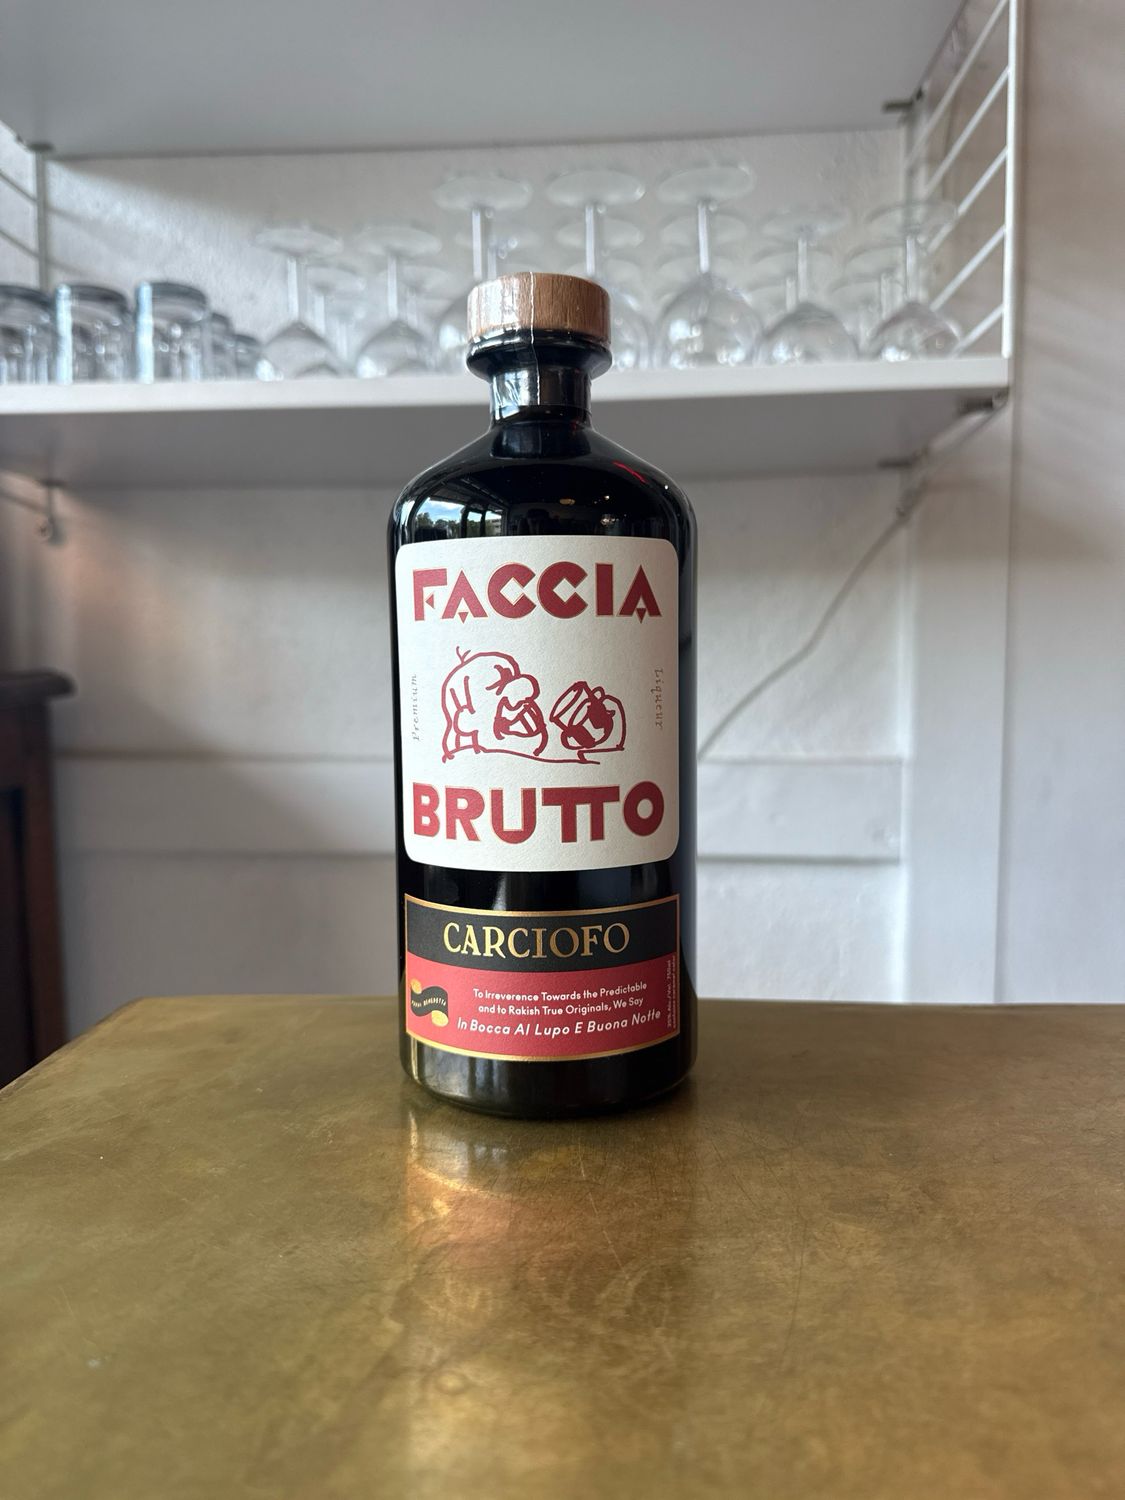 FACCIA
Premium
Liqueur
BRUTTO
CARCIOFO
To Irreverence Towards the Predictable
and to Rakish True Originals, We Say
In Bocca Al Lupo E Buona Notte